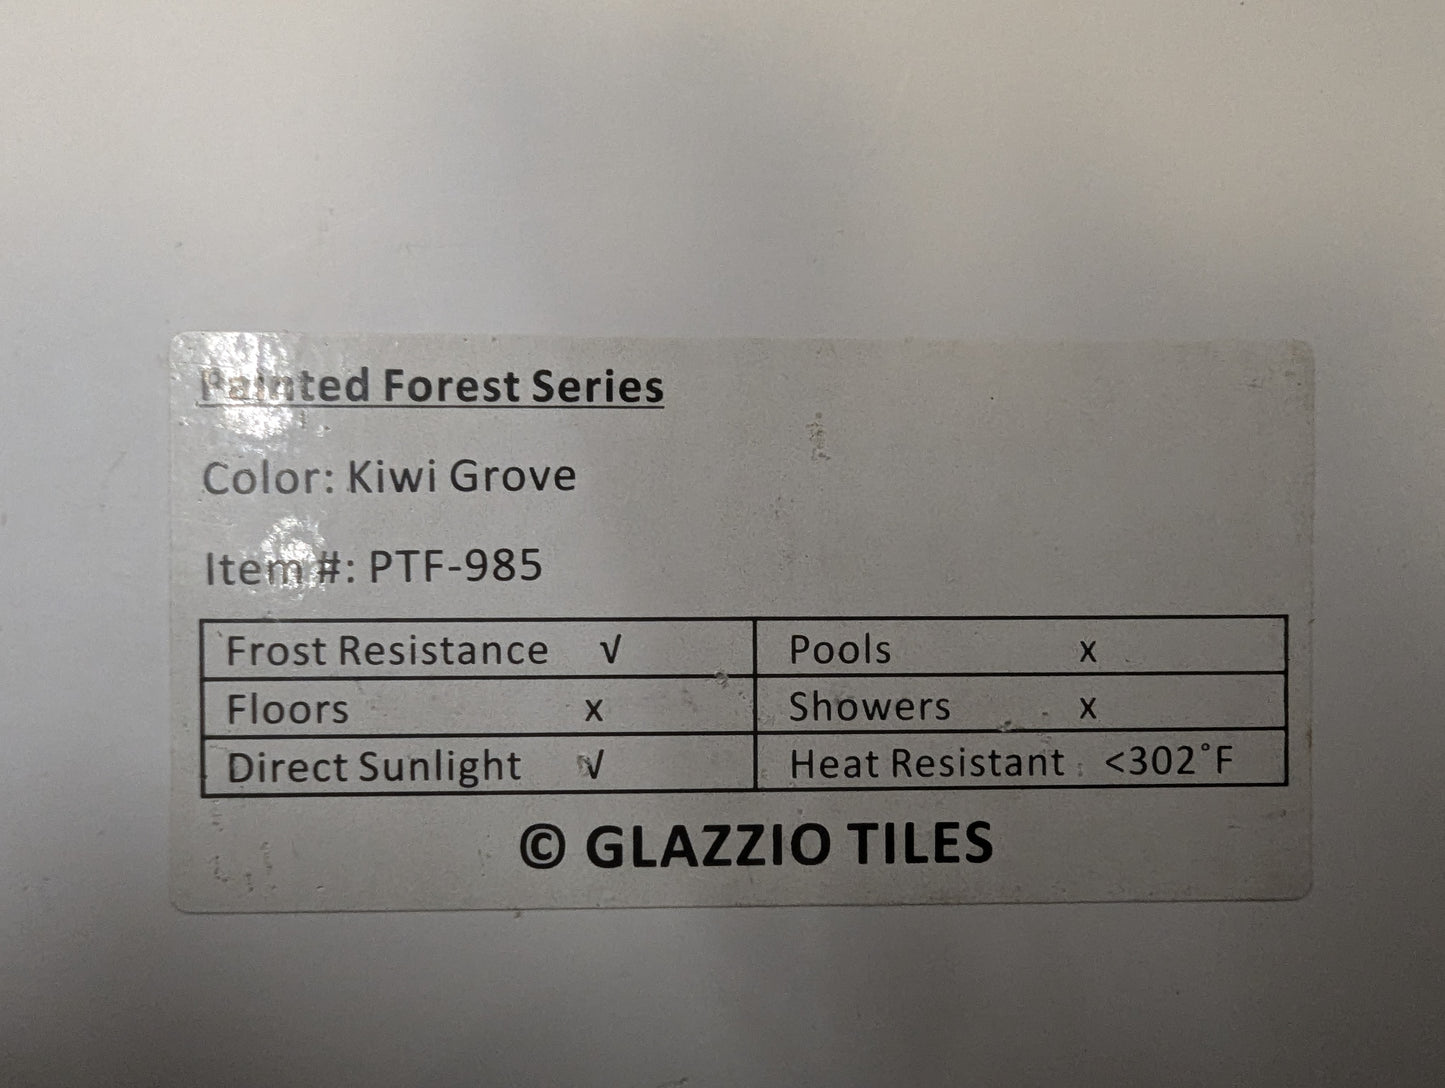 Painted Forest Series
Color: Kiwi Grove
Item #: PTF-985
Frost Resistance √ Pools x
Floors x Showers x
Direct Sunlight √ Heat Resistant <302°F
© GLAZZIO TILES